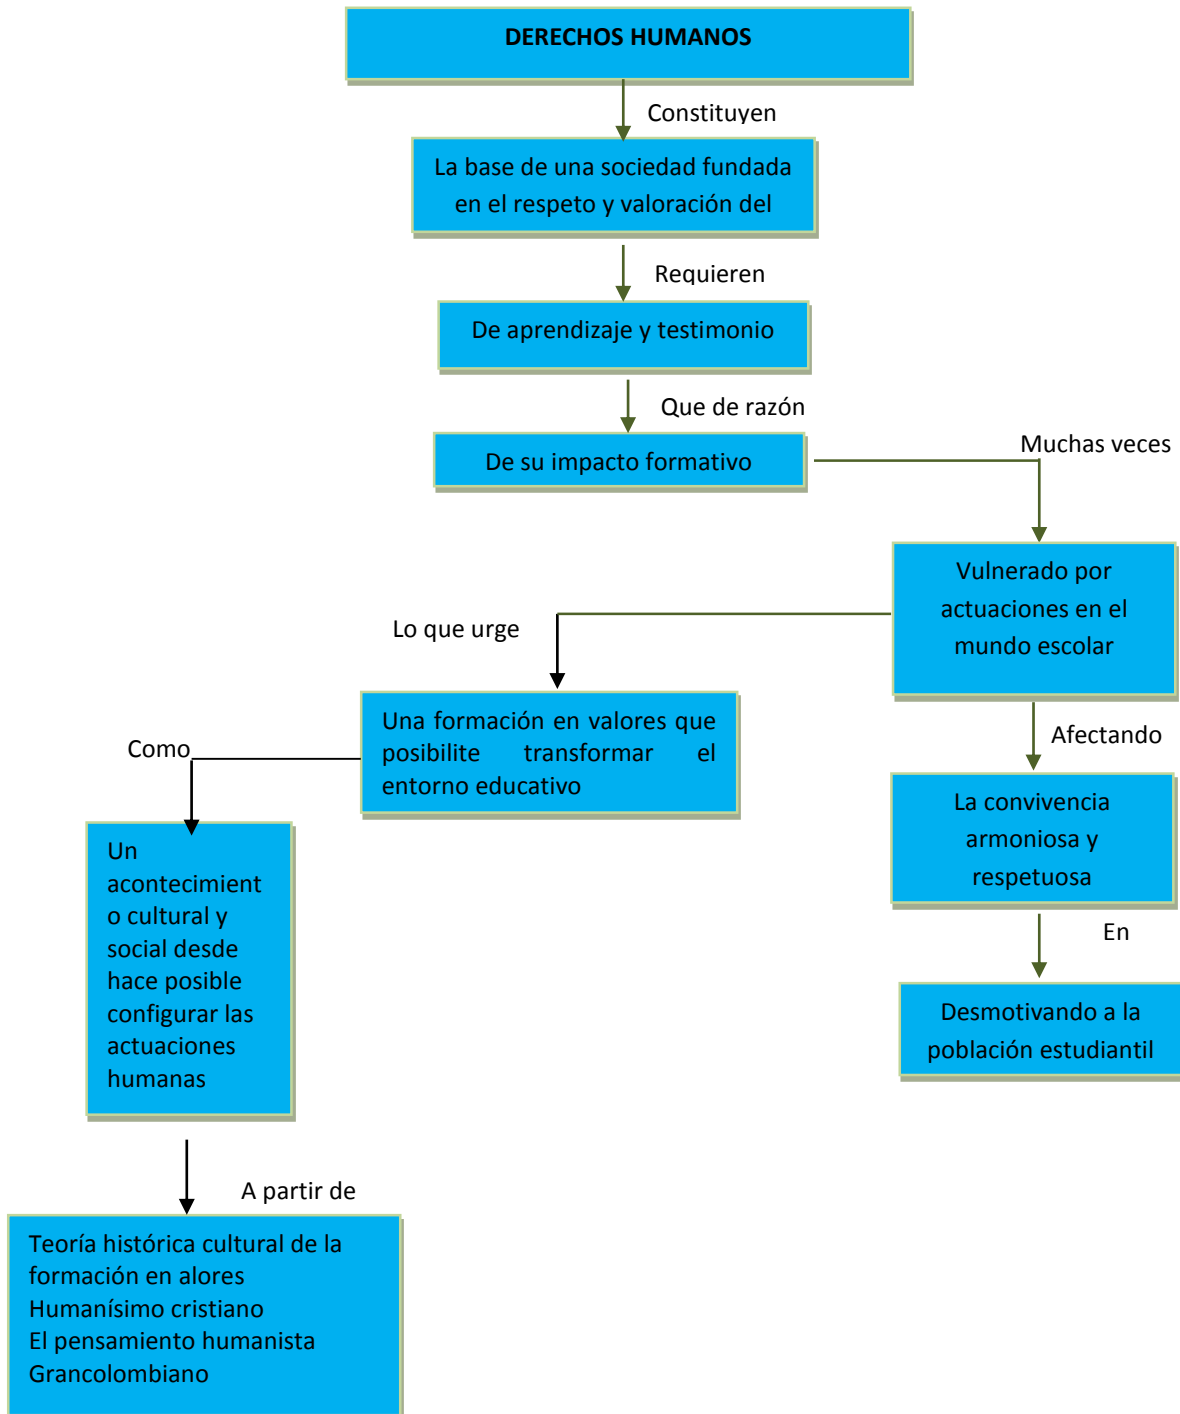 DERECHOS HUMANOS
Constituyen
La base de una sociedad fundada
en el respeto y valoración del
Requieren
De aprendizaje y testimonio
Que de razón
De su impacto formativo
Muchas veces
Vulnerado por
actuaciones en el
mundo escolar
Lo que urge
Una formación en valores que
posibilite transformar el
entorno educativo
Afectando
La convivencia
armoniosa y
respetuosa
En
Desmotivando a la
población estudiantil
Como
Un
acontecimient
o cultural y
social desde
hace posible
configurar las
actuaciones
humanas
A partir de
Teoría histórica cultural de la
formación en alores
Humanísimo cristiano
El pensamiento humanista
Grancolombiano